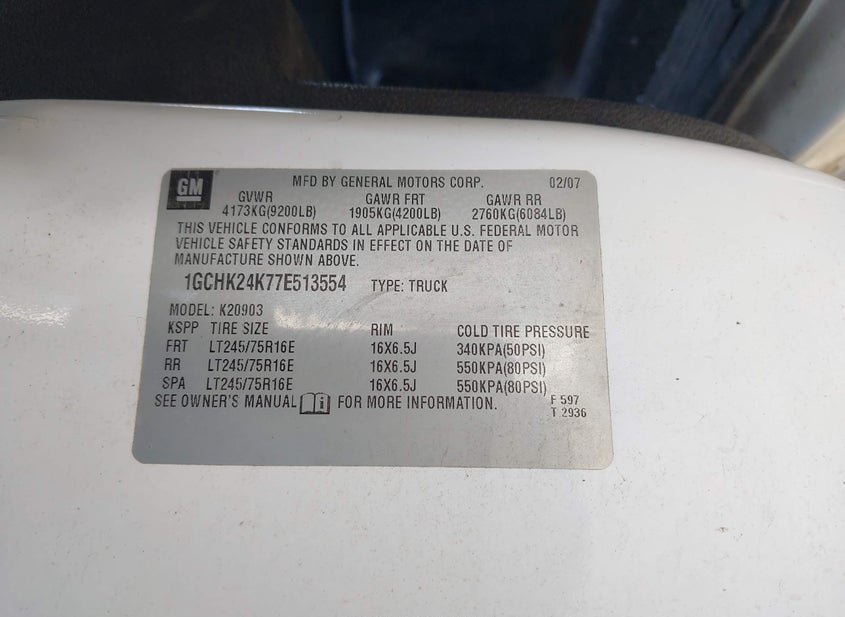 GM MFD BY GENERAL MOTORS CORP. 02/07
GVWR GAWR FRT GAWR RR
4173KG(9200LB) 1905KG(4200LB) 2760KG(6084LB)
THIS VEHICLE CONFORMS TO ALL APPLICABLE U.S. FEDERAL MOTOR
VEHICLE SAFETY STANDARDS IN EFFECT ON THE DATE OF
MANUFACTURE SHOWN ABOVE.
1GCHK24K77E513554 TYPE: TRUCK
MODEL: K20903
KSPP TIRE SIZE RIM COLD TIRE PRESSURE
FRT LT245/75R16E 16X6.5J 340KPA(50PSI)
RR LT245/75R16E 16X6.5J 550KPA(80PSI)
SPA LT245/75R16E 16X6.5J 550KPA(80PSI)
SEE OWNER'S MANUAL i FOR MORE INFORMATION. F 597
T 2936